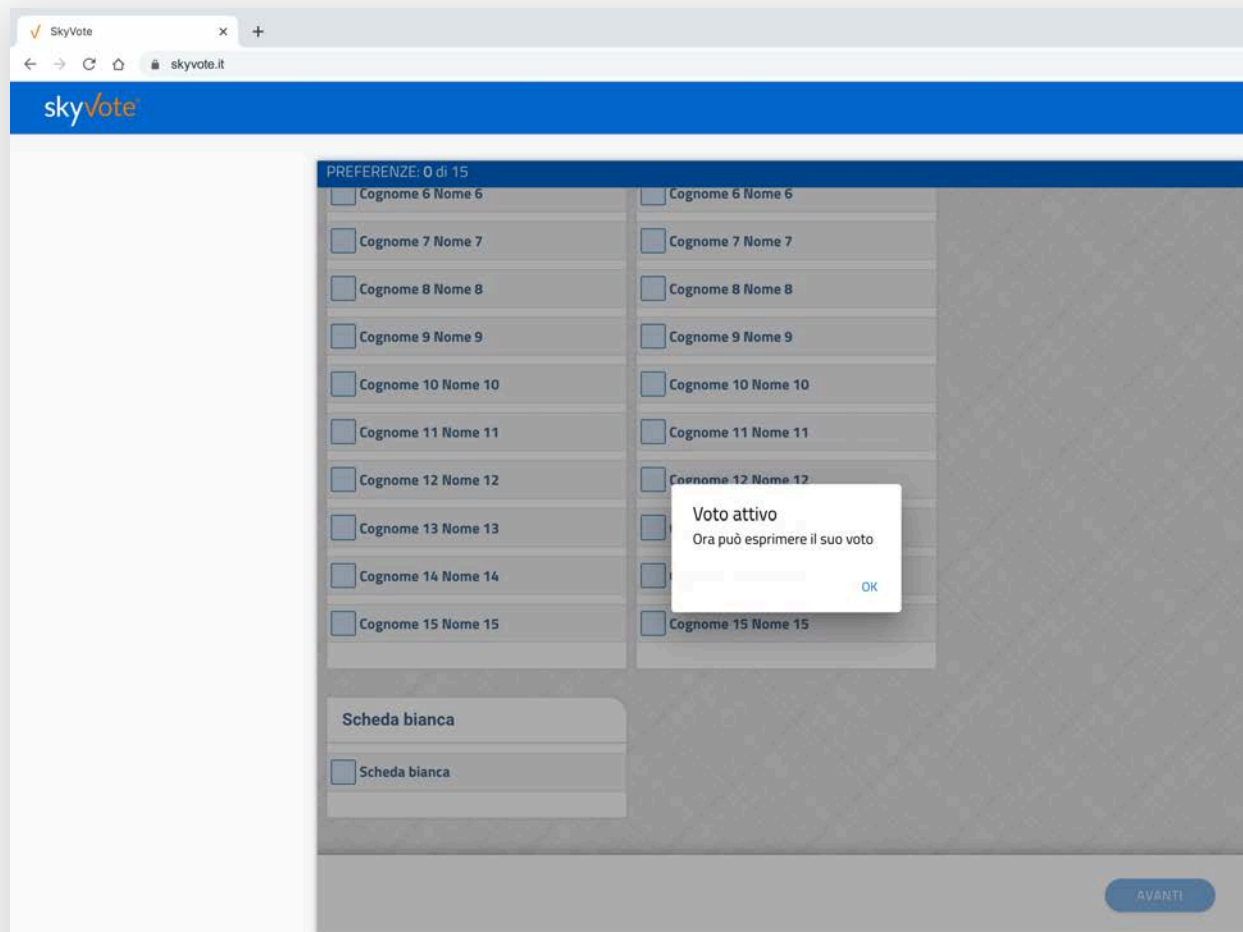 SkyVote
skyvote.it
skyvote
PREFERENZE: 0 di 15
Cognome 6 Nome 6
Cognome 6 Nome 6
Cognome 7 Nome 7
Cognome 7 Nome 7
Cognome 8 Nome 8
Cognome 8 Nome 8
Cognome 9 Nome 9
Cognome 9 Nome 9
Cognome 10 Nome 10
Cognome 10 Nome 10
Cognome 11 Nome 11
Cognome 11 Nome 11
Cognome 12 Nome 12
Cognome 12 Nome 12
Cognome 13 Nome 13
Cognome 14 Nome 14
Cognome 15 Nome 15
Cognome 15 Nome 15
Voto attivo
Ora può esprimere il suo voto
OK
Scheda bianca
Scheda bianca
AVANTI